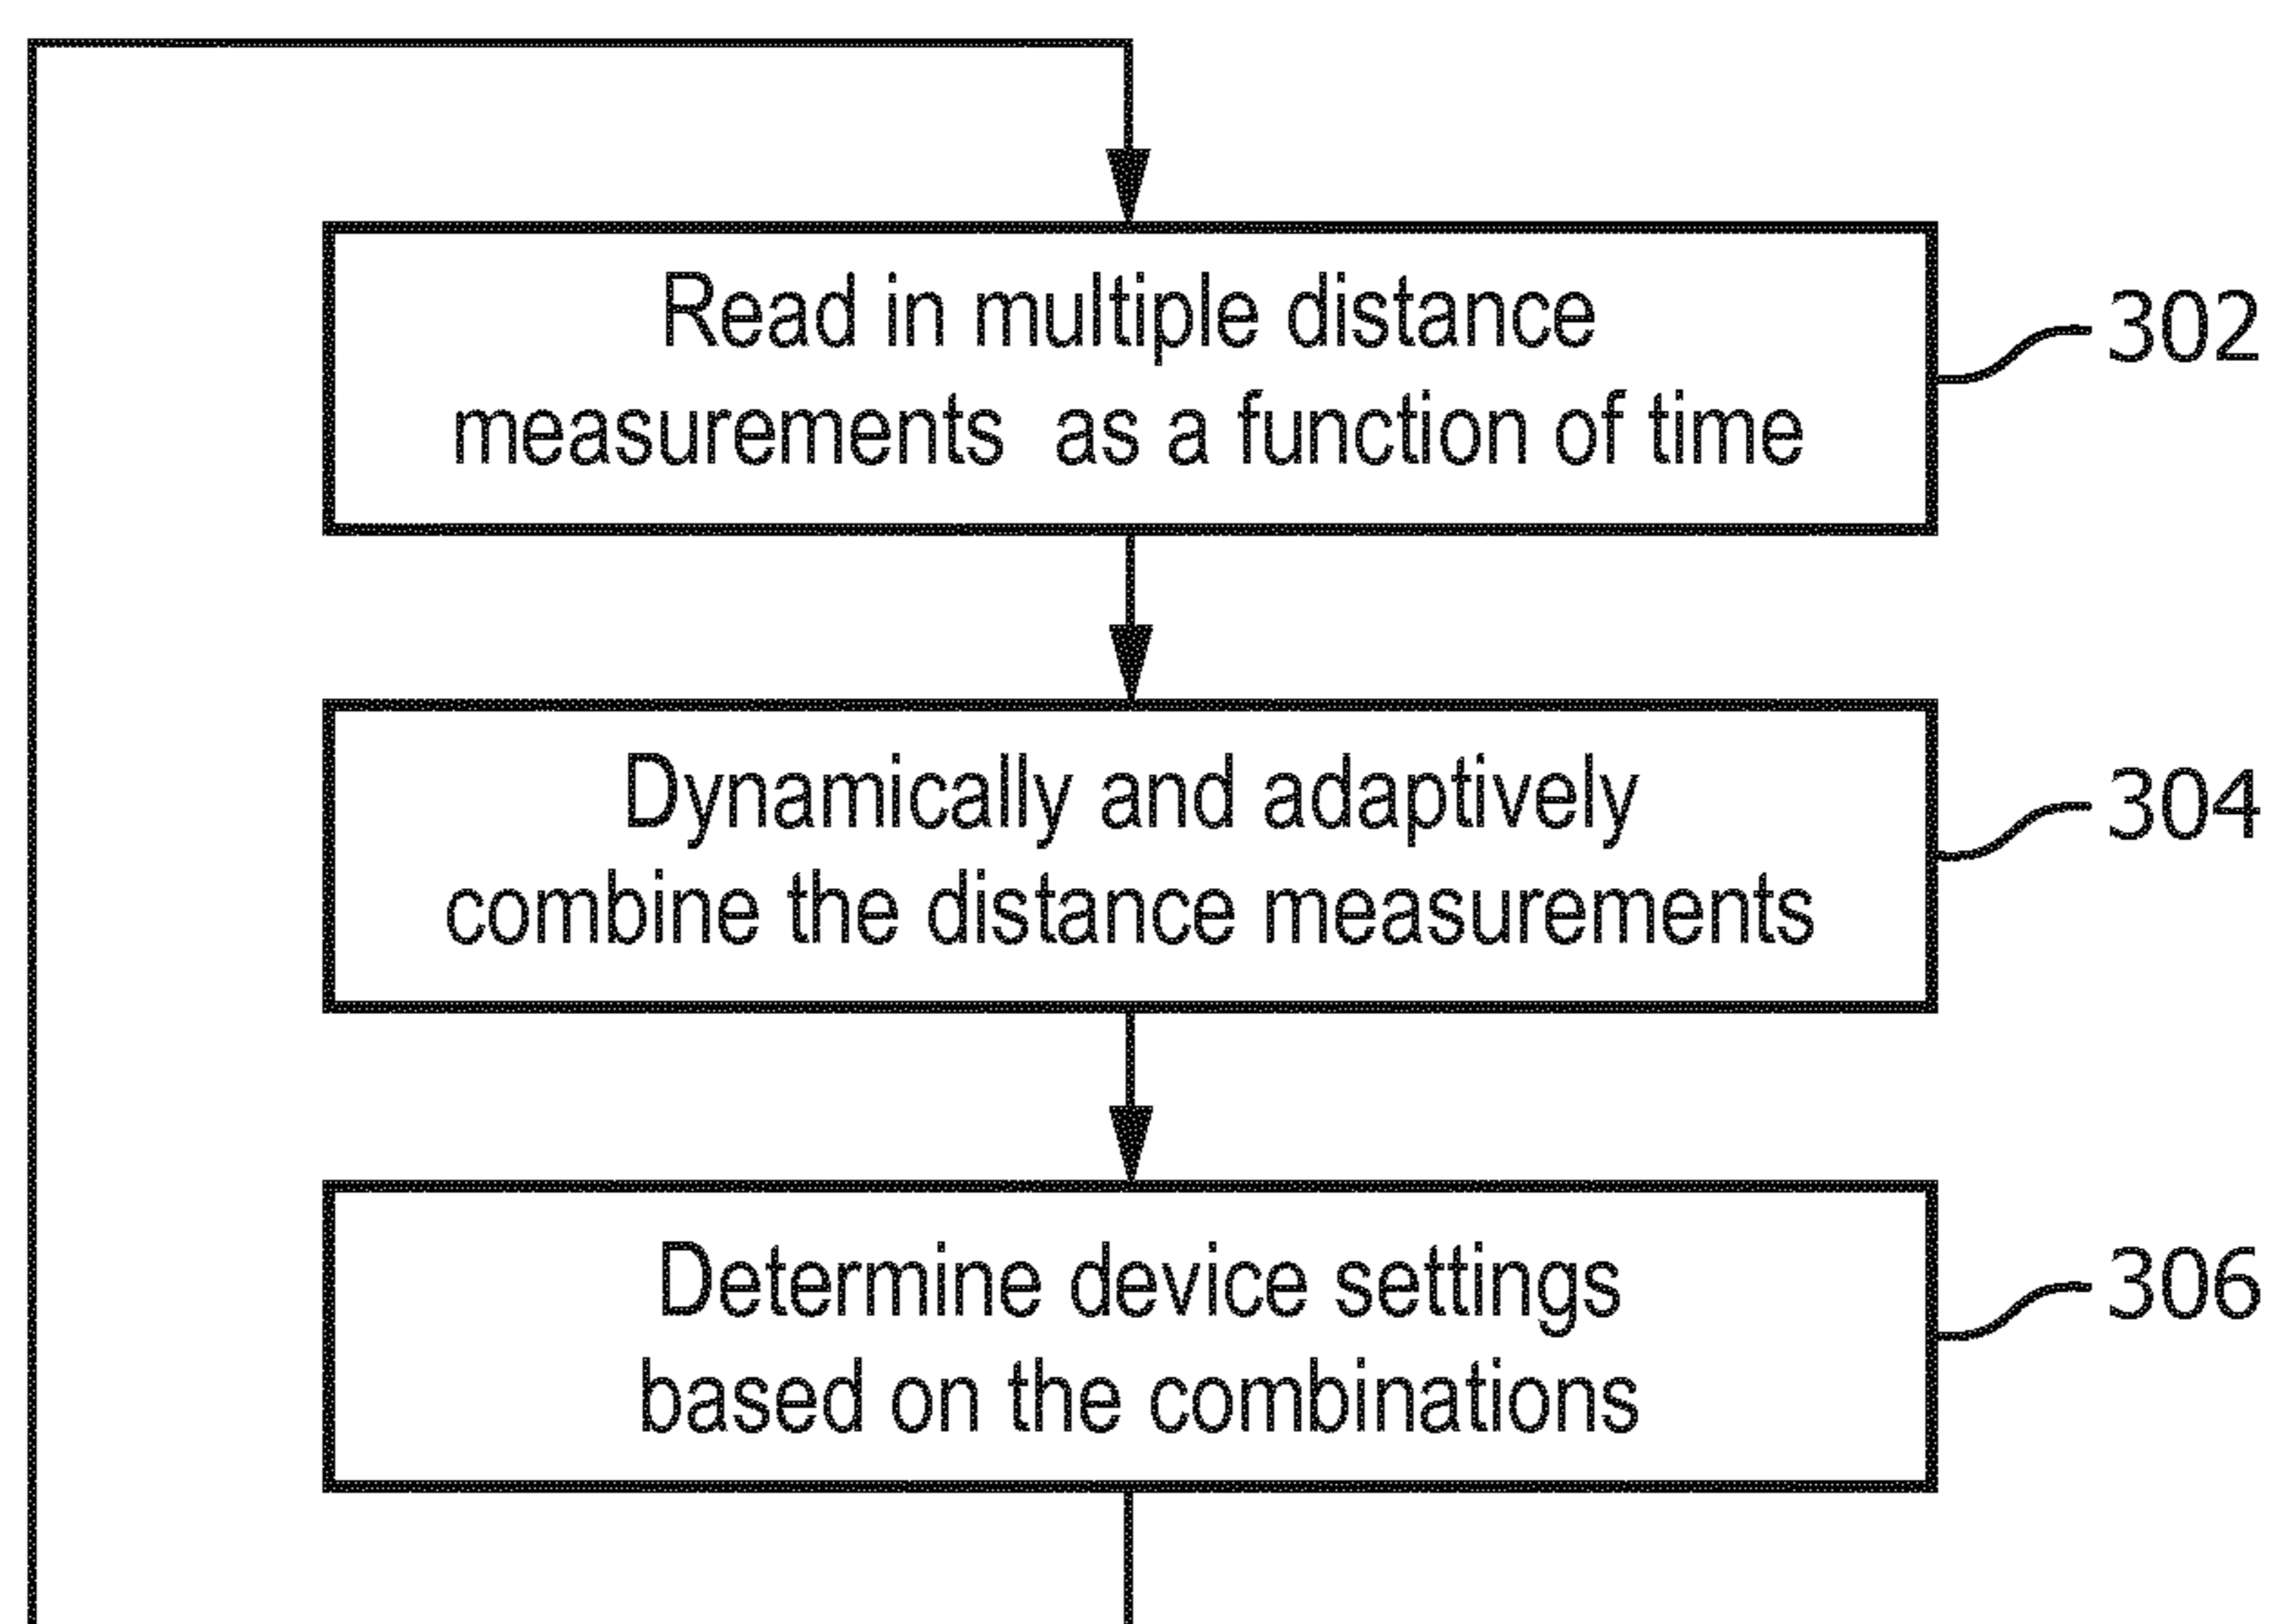 Read in multiple distance
measurements as a function of time
302
Dynamically and adaptively
combine the distance measurements
304
Determine device settings
based on the combinations
306